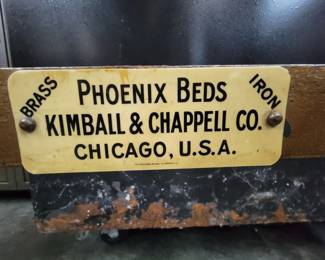 BRASS
IRON
PHOENIX BEDS
KIMBALL & CHAPPELL CO.
CHICAGO, U.S.A.